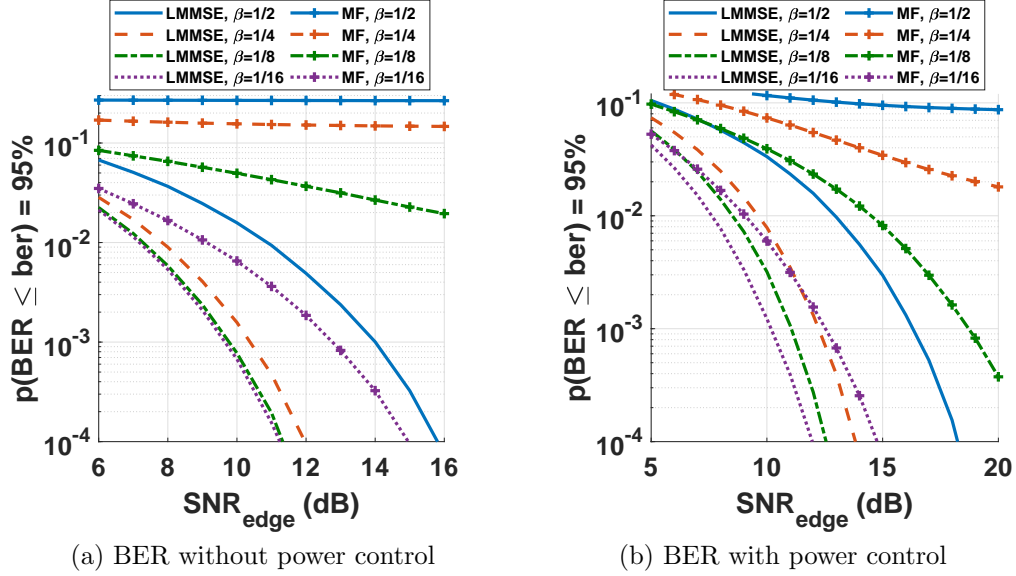 LMMSE, β=1/2 MF, β=1/2
LMMSE, β=1/4 MF, β=1/4
LMMSE, β=1/8 MF, β=1/8
LMMSE, β=1/16 MF, β=1/16
p(BER ≤ ber) = 95%
10^-1
10^-2
10^-3
10^-4
6 8 10 12 14 16
SNR_edge (dB)
(a) BER without power control
LMMSE, β=1/2 MF, β=1/2
LMMSE, β=1/4 MF, β=1/4
LMMSE, β=1/8 MF, β=1/8
LMMSE, β=1/16 MF, β=1/16
p(BER ≤ ber) = 95%
10^-1
10^-2
10^-3
10^-4
5 10 15 20
SNR_edge (dB)
(b) BER with power control